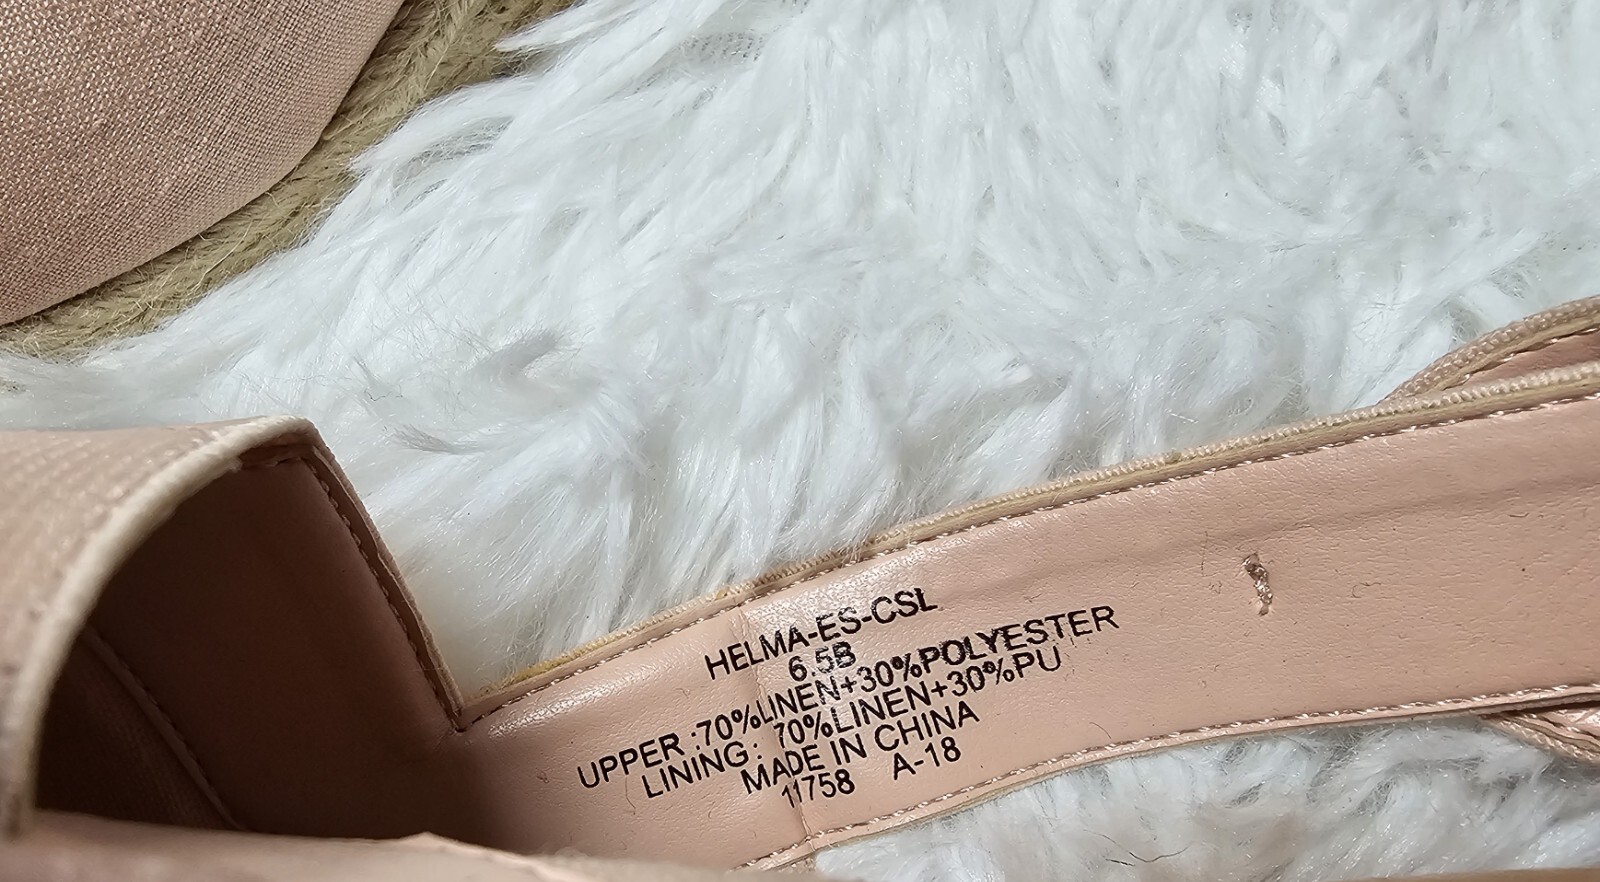 HELMA-ES-CSL
6.5B
UPPER :70%LINEN+30%POLYESTER
LINING: 70%LINEN+30%PU
MADE IN CHINA
11758 A-18